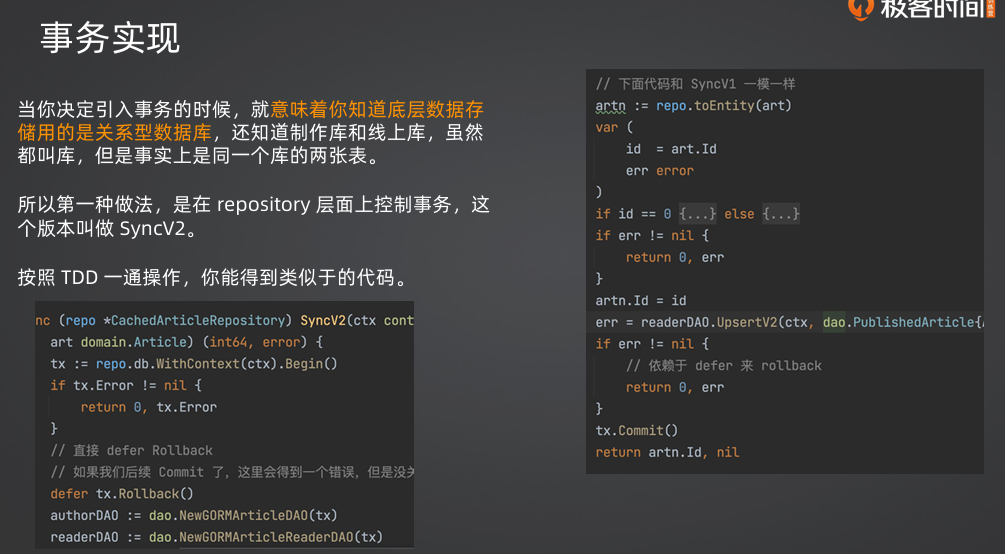 极客时间
事务实现
当你决定引入事务的时候，就意味着你知道底层数据存
储用的是关系型数据库，还知道制作库和线上库，虽然
都叫库，但是事实上是同一个库的两张表。
所以第一种做法，是在 repository 层面上控制事务，这
个版本叫做 SyncV2。
按照 TDD 一通操作，你能得到类似于的代码。
nc (repo *CachedArticleRepository) SyncV2(ctx cont
art domain.Article) (int64, error) {
tx := repo.db.WithContext(ctx).Begin()
if tx.Error != nil {
return 0, tx.Error
}
// 直接 defer Rollback
// 如果我们后续 Commit 了，这里会得到一个错误，但是没关
defer tx.Rollback()
authorDAO := dao.NewGORMArticleDAO(tx)
readerDAO := dao.NewGORMArticleReaderDAO(tx)
// 下面代码和 SyncV1 一模一样
artn := repo.toEntity(art)
var (
id  = art.Id
err error
)
if id == 0 {...} else {...}
if err != nil {
return 0, err
}
artn.Id = id
err = readerDAO.UpsertV2(ctx, dao.PublishedArticle{
if err != nil {
// 依赖于 defer 来 rollback
return 0, err
}
tx.Commit()
return artn.Id, nil